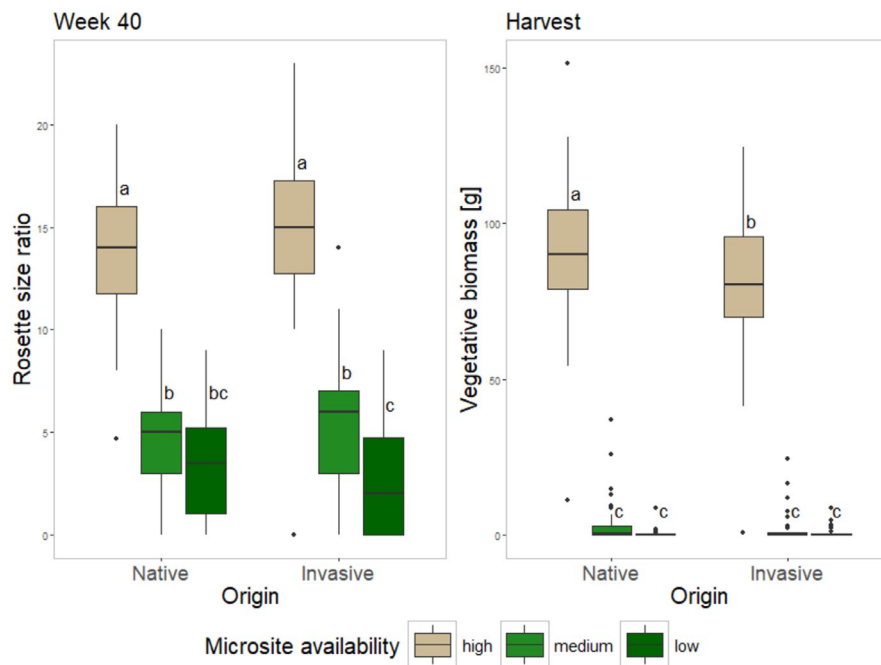 Week 40
Rosette size ratio
20
15
10
5
0
a
b
bc
a
b
c
Native
Invasive
Origin
Harvest
Vegetative biomass [g]
150
100
50
0
a
c
c
b
c
c
Native
Invasive
Origin
Microsite availability high medium low